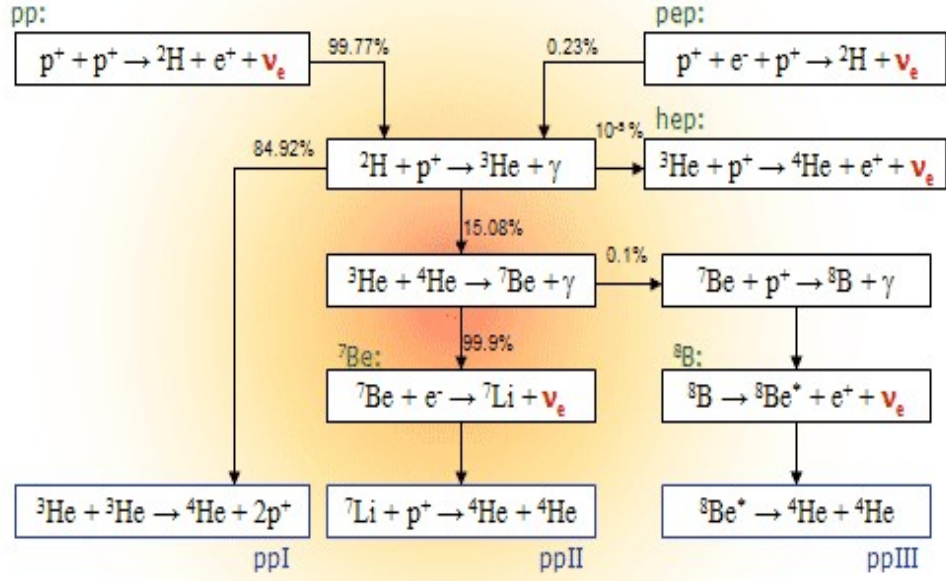 pp:
pep:
p⁺ + p⁺ → ²H + e⁺ + νₑ
99.77%
0.23%
p⁺ + e⁻ + p⁺ → ²H + νₑ
hep:
84.92%
²H + p⁺ → ³He + γ
10⁻⁵ %
³He + p⁺ → ⁴He + e⁺ + νₑ
15.08%
³He + ⁴He → ⁷Be + γ
0.1%
⁷Be + p⁺ → ⁸B + γ
99.9%
⁷Be:
⁸B:
⁷Be + e⁻ → ⁷Li + νₑ
⁸B → ⁸Be* + e⁺ + νₑ
³He + ³He → ⁴He + 2p⁺
⁷Li + p⁺ → ⁴He + ⁴He
⁸Be* → ⁴He + ⁴He
ppI
ppII
ppIII